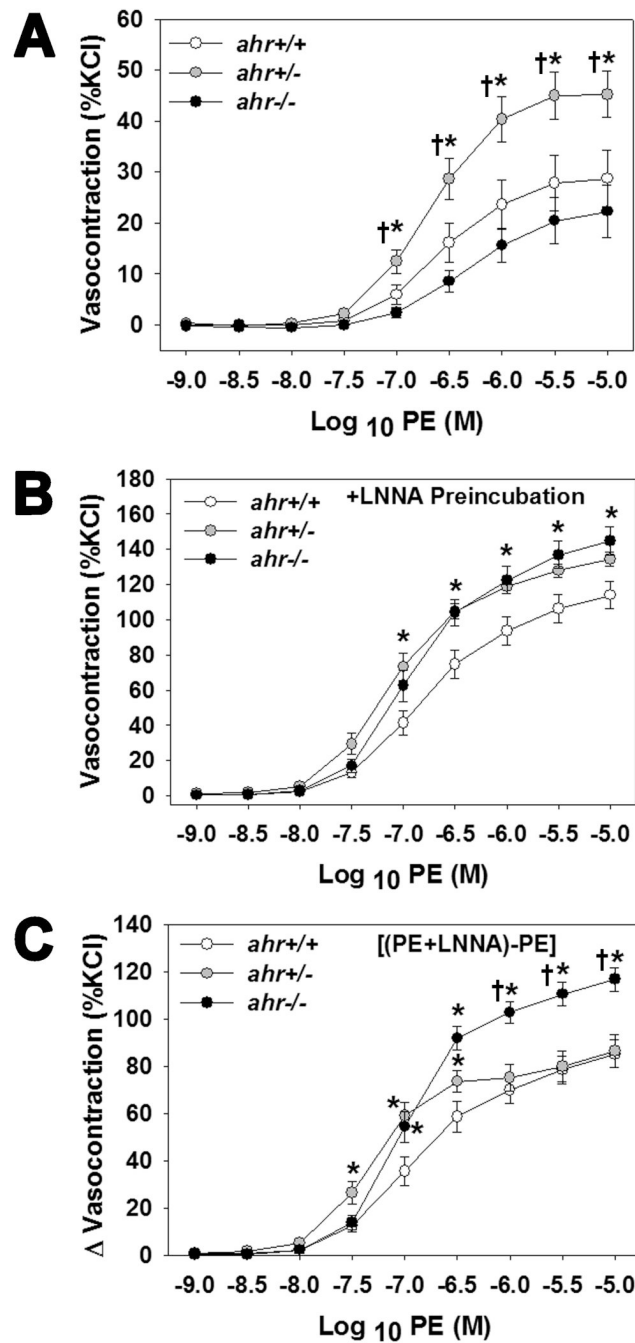 A
ahr+/+
ahr+/-
ahr-/-
†* †* †* †* †*
Vasocontraction (%KCl)
60
50
40
30
20
10
0
-9.0 -8.5 -8.0 -7.5 -7.0 -6.5 -6.0 -5.5 -5.0
Log 10 PE (M)
B
+LNNA Preincubation
ahr+/+
ahr+/-
ahr-/-
* * * * *
Vasocontraction (%KCl)
180
160
140
120
100
80
60
40
20
0
-9.0 -8.5 -8.0 -7.5 -7.0 -6.5 -6.0 -5.5 -5.0
Log 10 PE (M)
C
[(PE+LNNA)-PE]
ahr+/+
ahr+/-
ahr-/-
* * * * * †* †* †*
Δ Vasocontraction (%KCl)
140
120
100
80
60
40
20
0
-9.0 -8.5 -8.0 -7.5 -7.0 -6.5 -6.0 -5.5 -5.0
Log 10 PE (M)